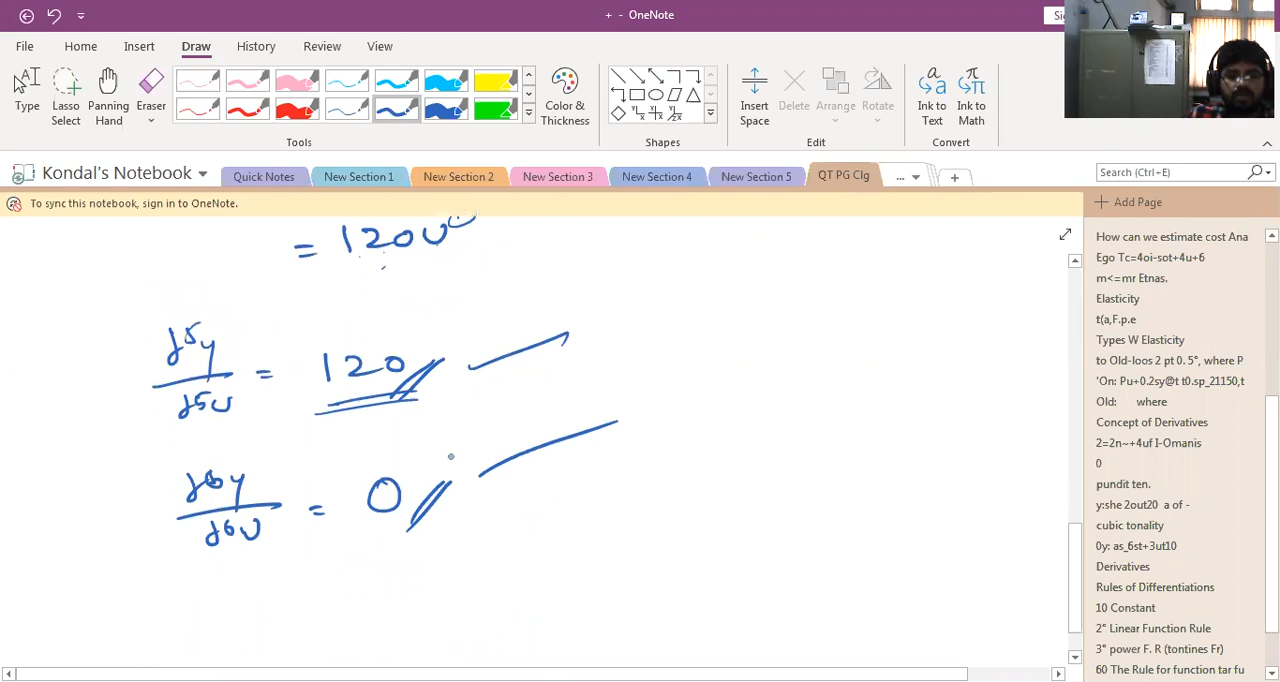 + - OneNote
File Home Insert Draw History Review View
Type Lasso Select Panning Hand Eraser Color & Thickness Insert Space Delete Arrange Rotate Ink to Text Ink to Math
Tools Shapes Edit Convert
Kondal's Notebook Quick Notes New Section 1 New Section 2 New Section 3 New Section 4 New Section 5 QT PG Clg ... + Search (Ctrl+E)
To sync this notebook, sign in to OneNote.
Add Page
How can we estimate cost Ana
Ego Tc=4oi-sot+4u+6
m<=mr Etnas.
Elasticity
t(a,F.p.e
Types W Elasticity
to Old-loos 2 pt 0. 5°, where P
'On: Pu+0.2sy@t t0.sp_21150,t
Old: where
Concept of Derivatives
2=2n~+4uf I-Omanis
0
pundit ten.
y:she 2out20 a of -
cubic tonality
0y: as_6st+3ut10
Derivatives
Rules of Differentiations
10 Constant
2° Linear Function Rule
3° power F. R (tontines Fr)
60 The Rule for function tar fu
= 120
= 120
= 0